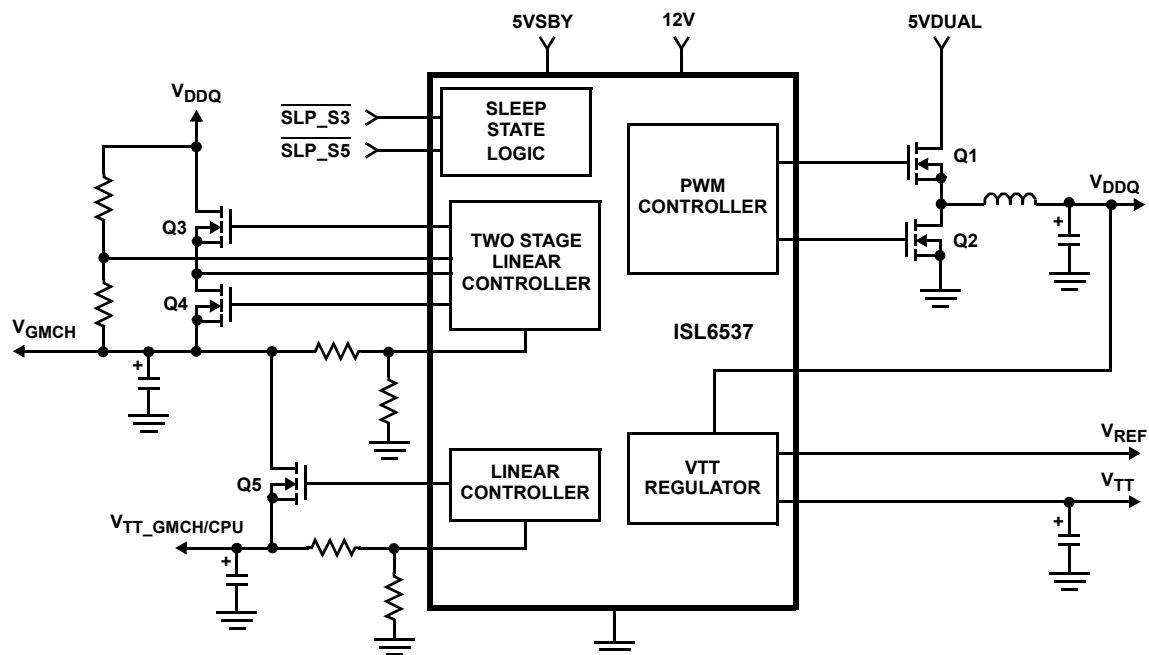 5VSBY
12V
5VDUAL
VDDQ
SLP_S3
SLP_S5
SLEEP
STATE
LOGIC
PWM
CONTROLLER
Q1
Q2
VDDQ
+
Q3
Q4
TWO STAGE
LINEAR
CONTROLLER
VGMCH
+
ISL6537
Q5
LINEAR
CONTROLLER
VTT
REGULATOR
VREF
VTT
+
VTT_GMCH/CPU
+